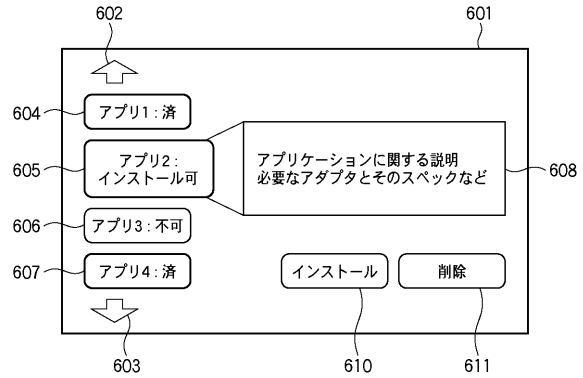 602
601
604
アプリ1：済
605
アプリ2：
インストール可
アプリケーションに関する説明
必要なアダプタとそのスペックなど
608
606
アプリ3：不可
607
アプリ4：済
インストール
削除
603
610
611